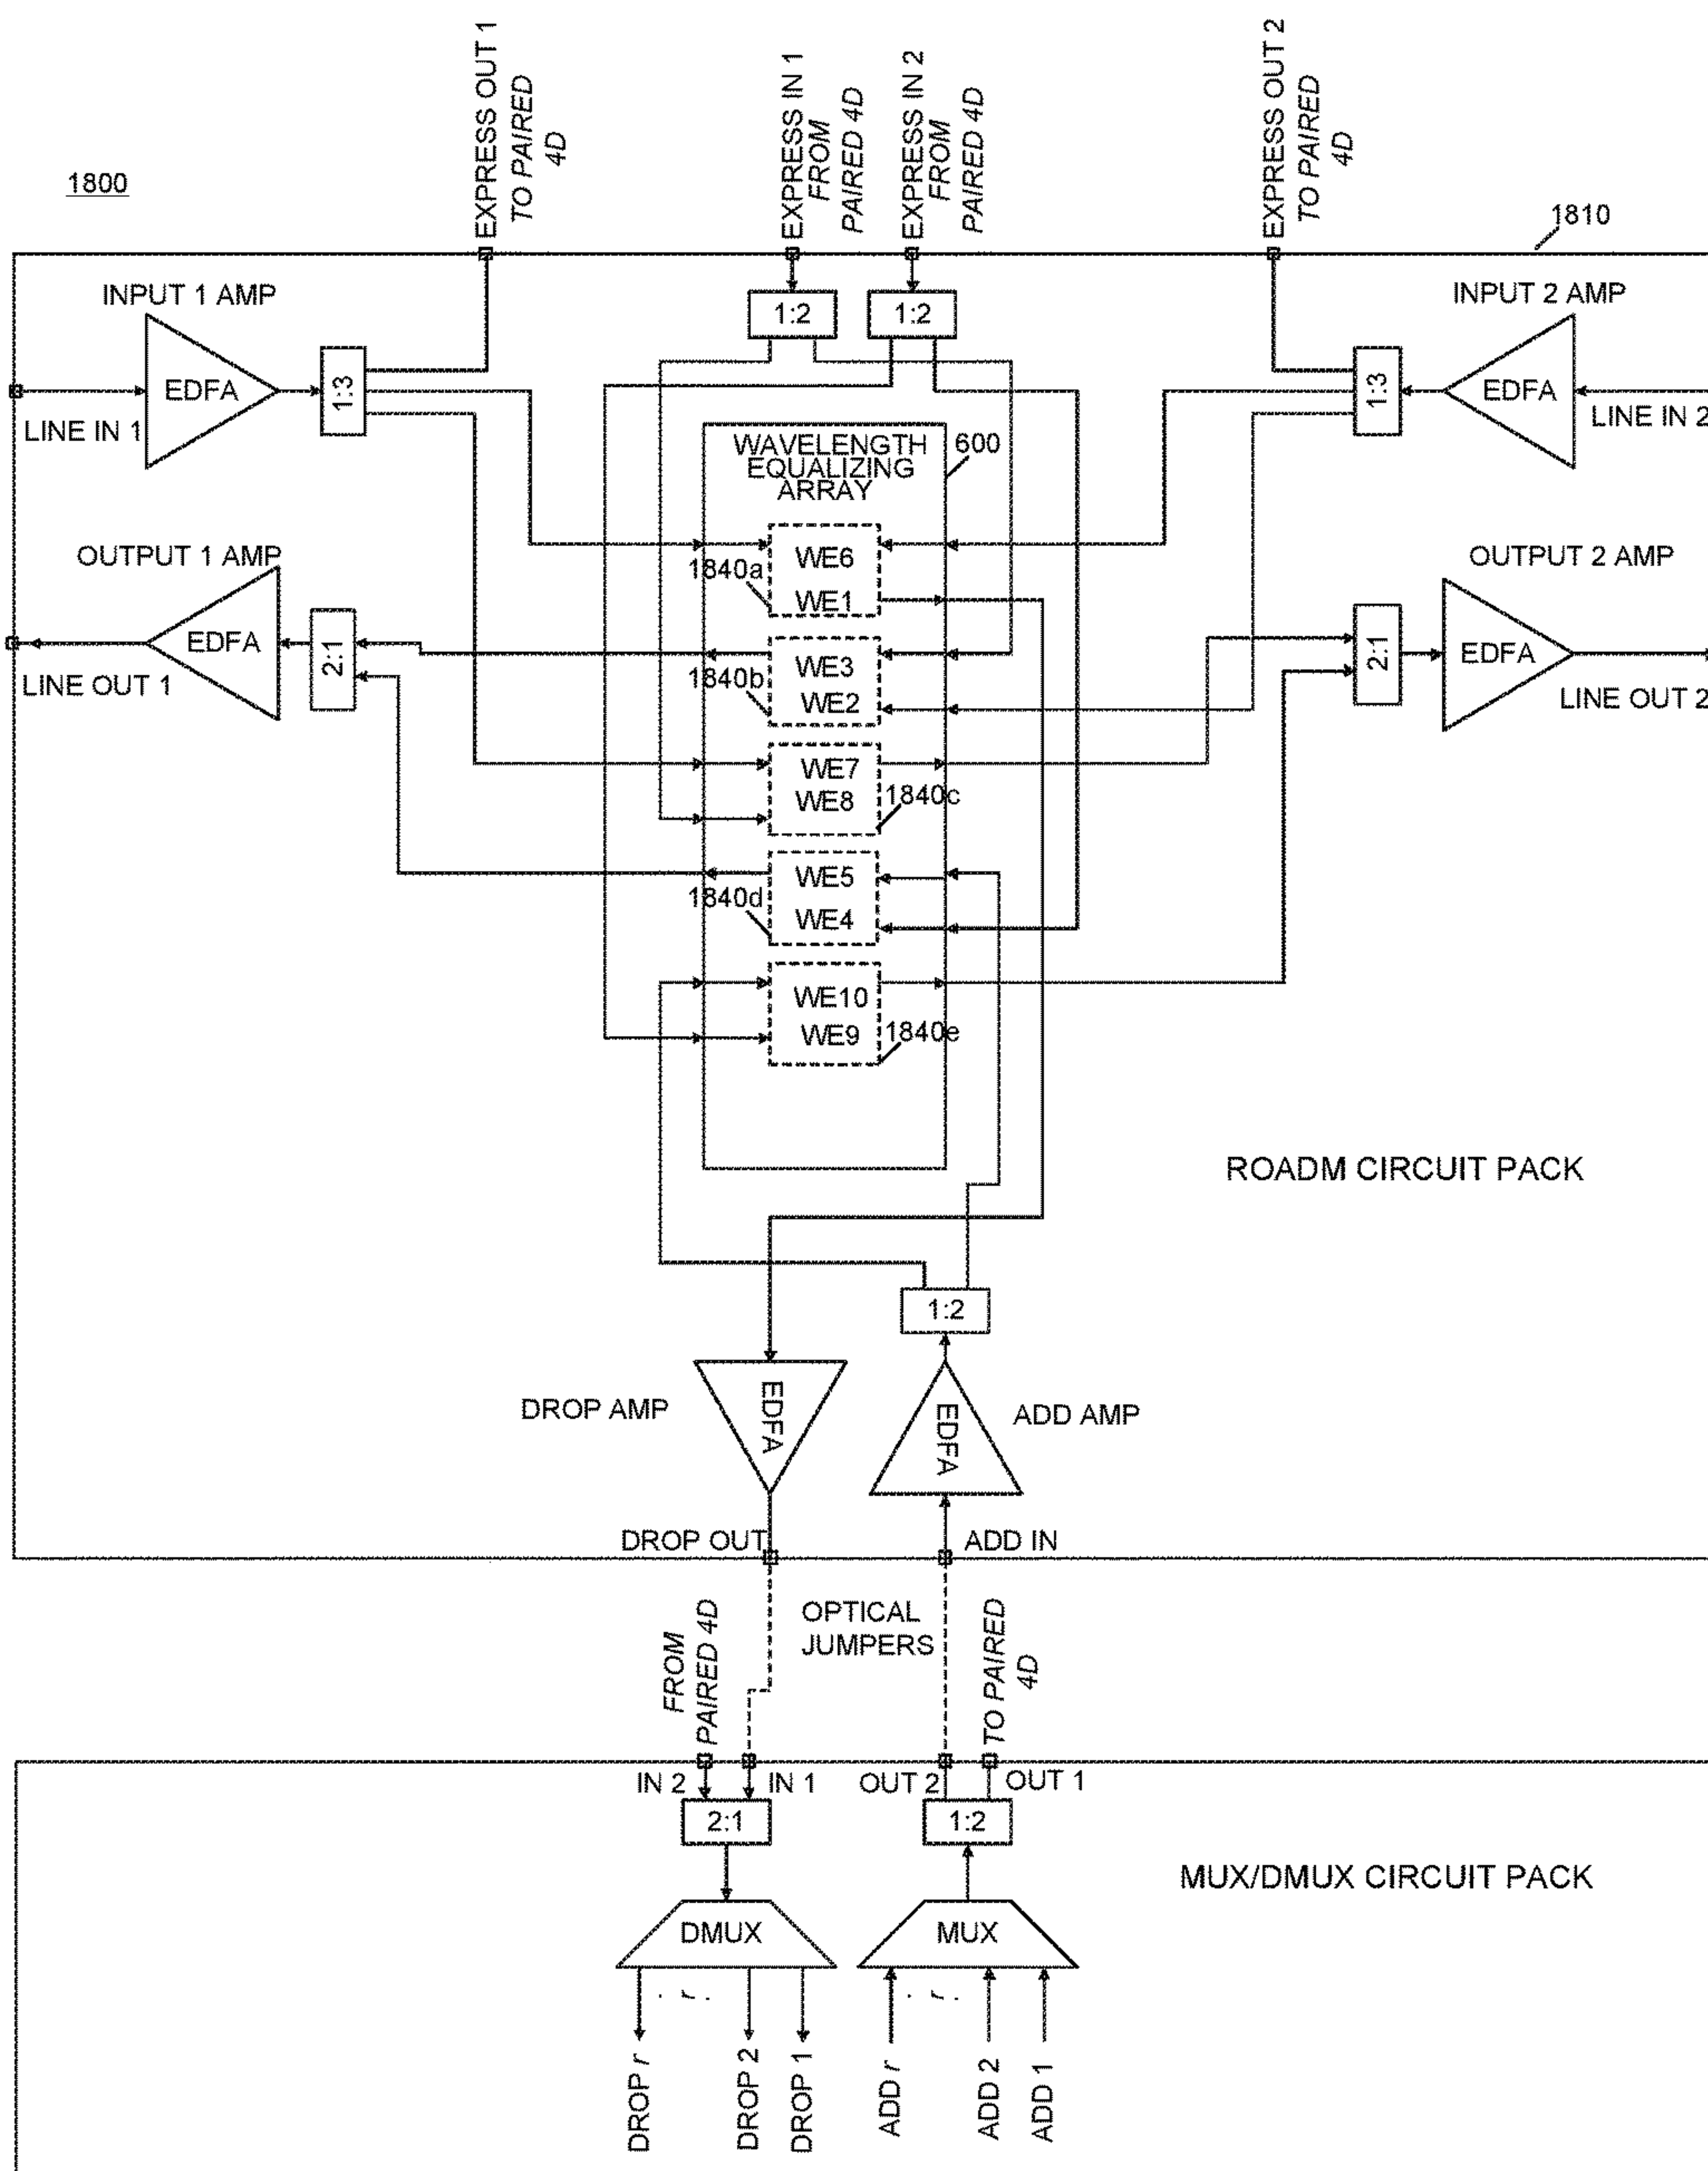 1800
EXPRESS OUT 1
TO PAIRED
4D
EXPRESS IN 1
FROM
PAIRED 4D
EXPRESS IN 2
FROM
PAIRED 4D
EXPRESS OUT 2
TO PAIRED
4D
1810
INPUT 1 AMP
1:2
1:2
INPUT 2 AMP
EDFA
1:3
1:3
EDFA
LINE IN 1
LINE IN 2
WAVELENGTH
EQUALIZING
ARRAY
600
OUTPUT 1 AMP
WE6
1840a
WE1
OUTPUT 2 AMP
EDFA
2:1
WE3
1840b
WE2
2:1
EDFA
LINE OUT 1
LINE OUT 2
WE7
WE8
1840c
WE5
1840d
WE4
WE10
WE9
1840e
ROADM CIRCUIT PACK
1:2
DROP AMP
EDFA
EDFA
ADD AMP
DROP OUT
ADD IN
FROM
PAIRED 4D
OPTICAL
JUMPERS
TO PAIRED
4D
IN 2
IN 1
OUT 2
OUT 1
2:1
1:2
MUX/DMUX CIRCUIT PACK
DMUX
MUX
. r .
. r .
DROP r
DROP 2
DROP 1
ADD r
ADD 2
ADD 1